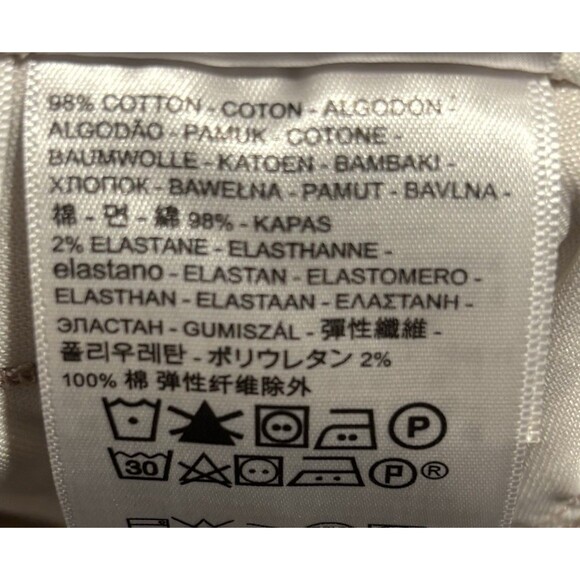 98% COTTON - COTON - ALGODÓN -
ALGODÃO - PAMUK - COTONE -
BAUMWOLLE - KATOEN - BAMBAKI -
ХЛОПОК - BAWEŁNA - PAMUT - BAVLNA -
棉 - 면 - 綿 98% - KAPAS
2% ELASTANE - ELASTHANNE -
elastano - ELASTAN - ELASTOMERO -
ELASTHAN - ELASTAAN - ΕΛΑΣΤΑΝΗ -
ЭЛАСТАН - GUMISZÁL - 彈性纖維 -
폴리우레탄 - ポリウレタン 2%
100% 棉 弹性纤维除外
P
30 P ®